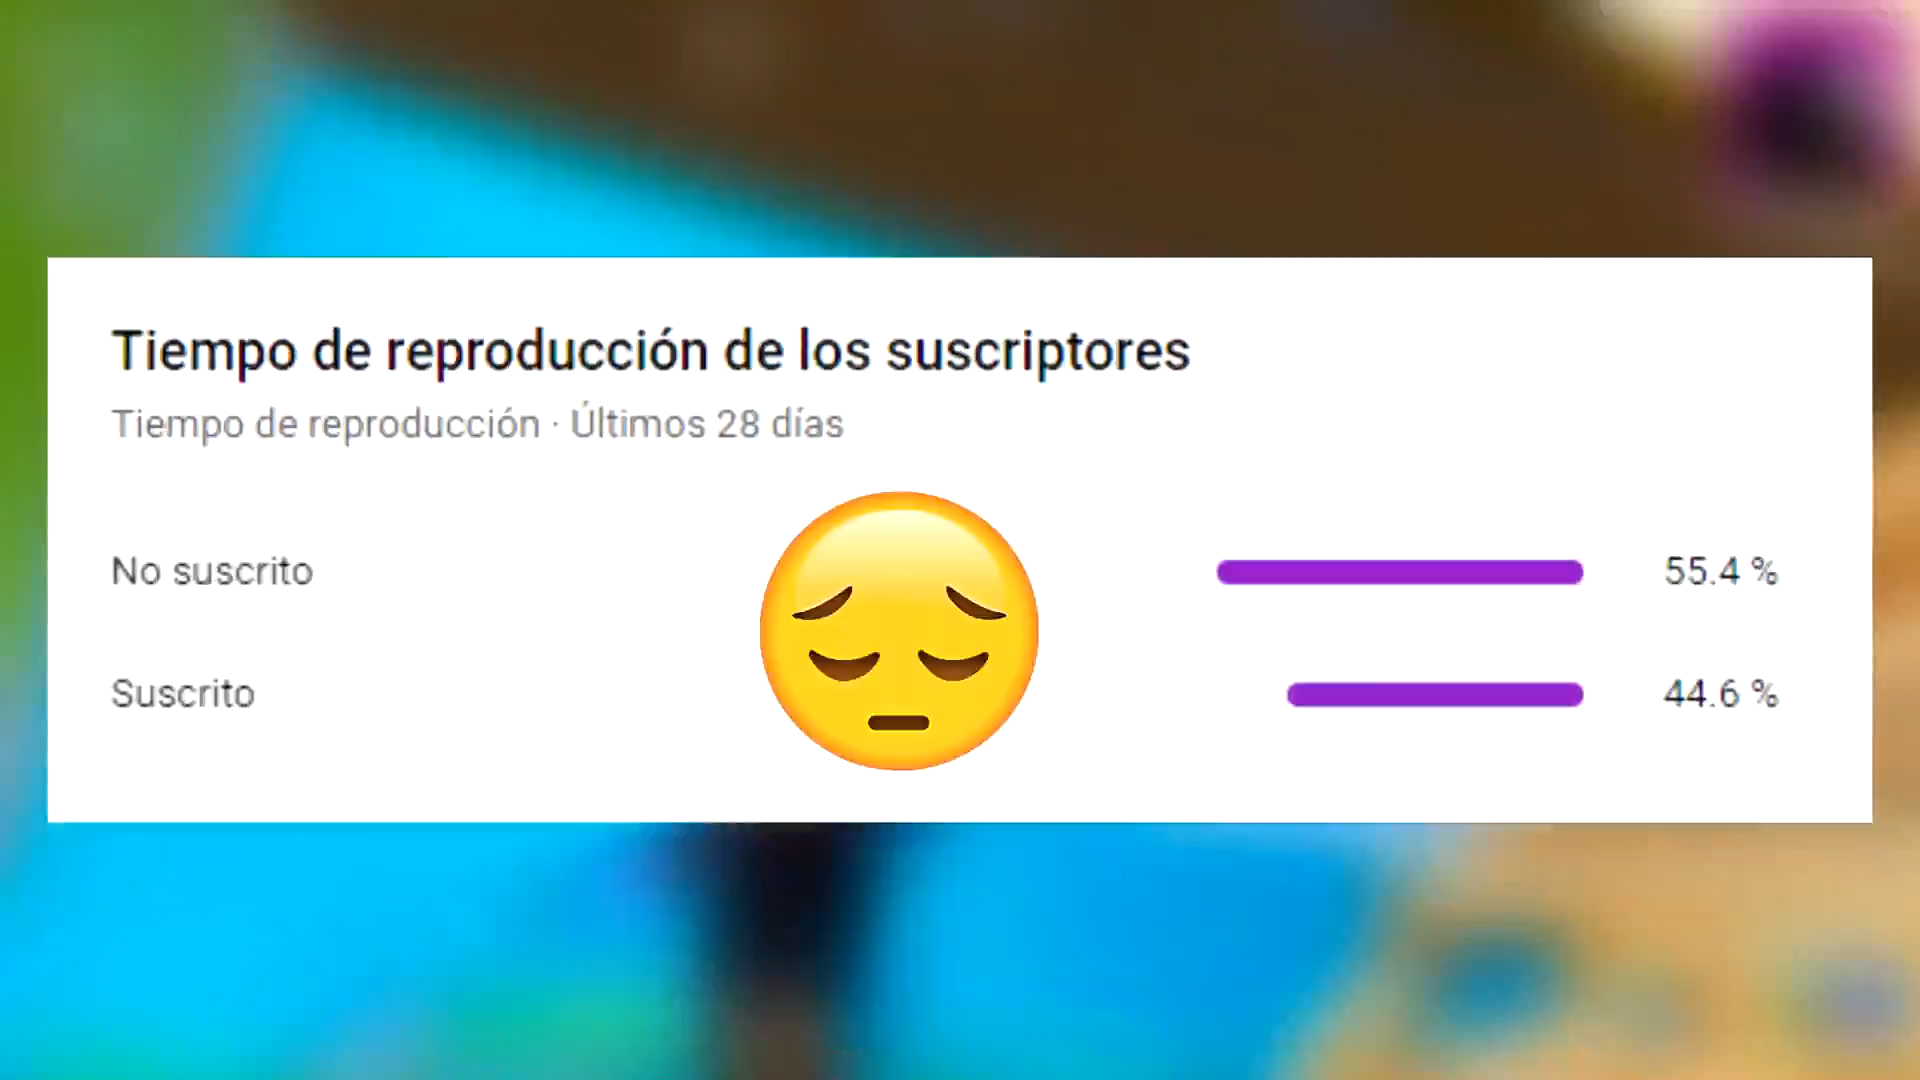 Tiempo de reproducción de los suscriptores
Tiempo de reproducción · Últimos 28 días
No suscrito 55.4 %
Suscrito 44.6 %